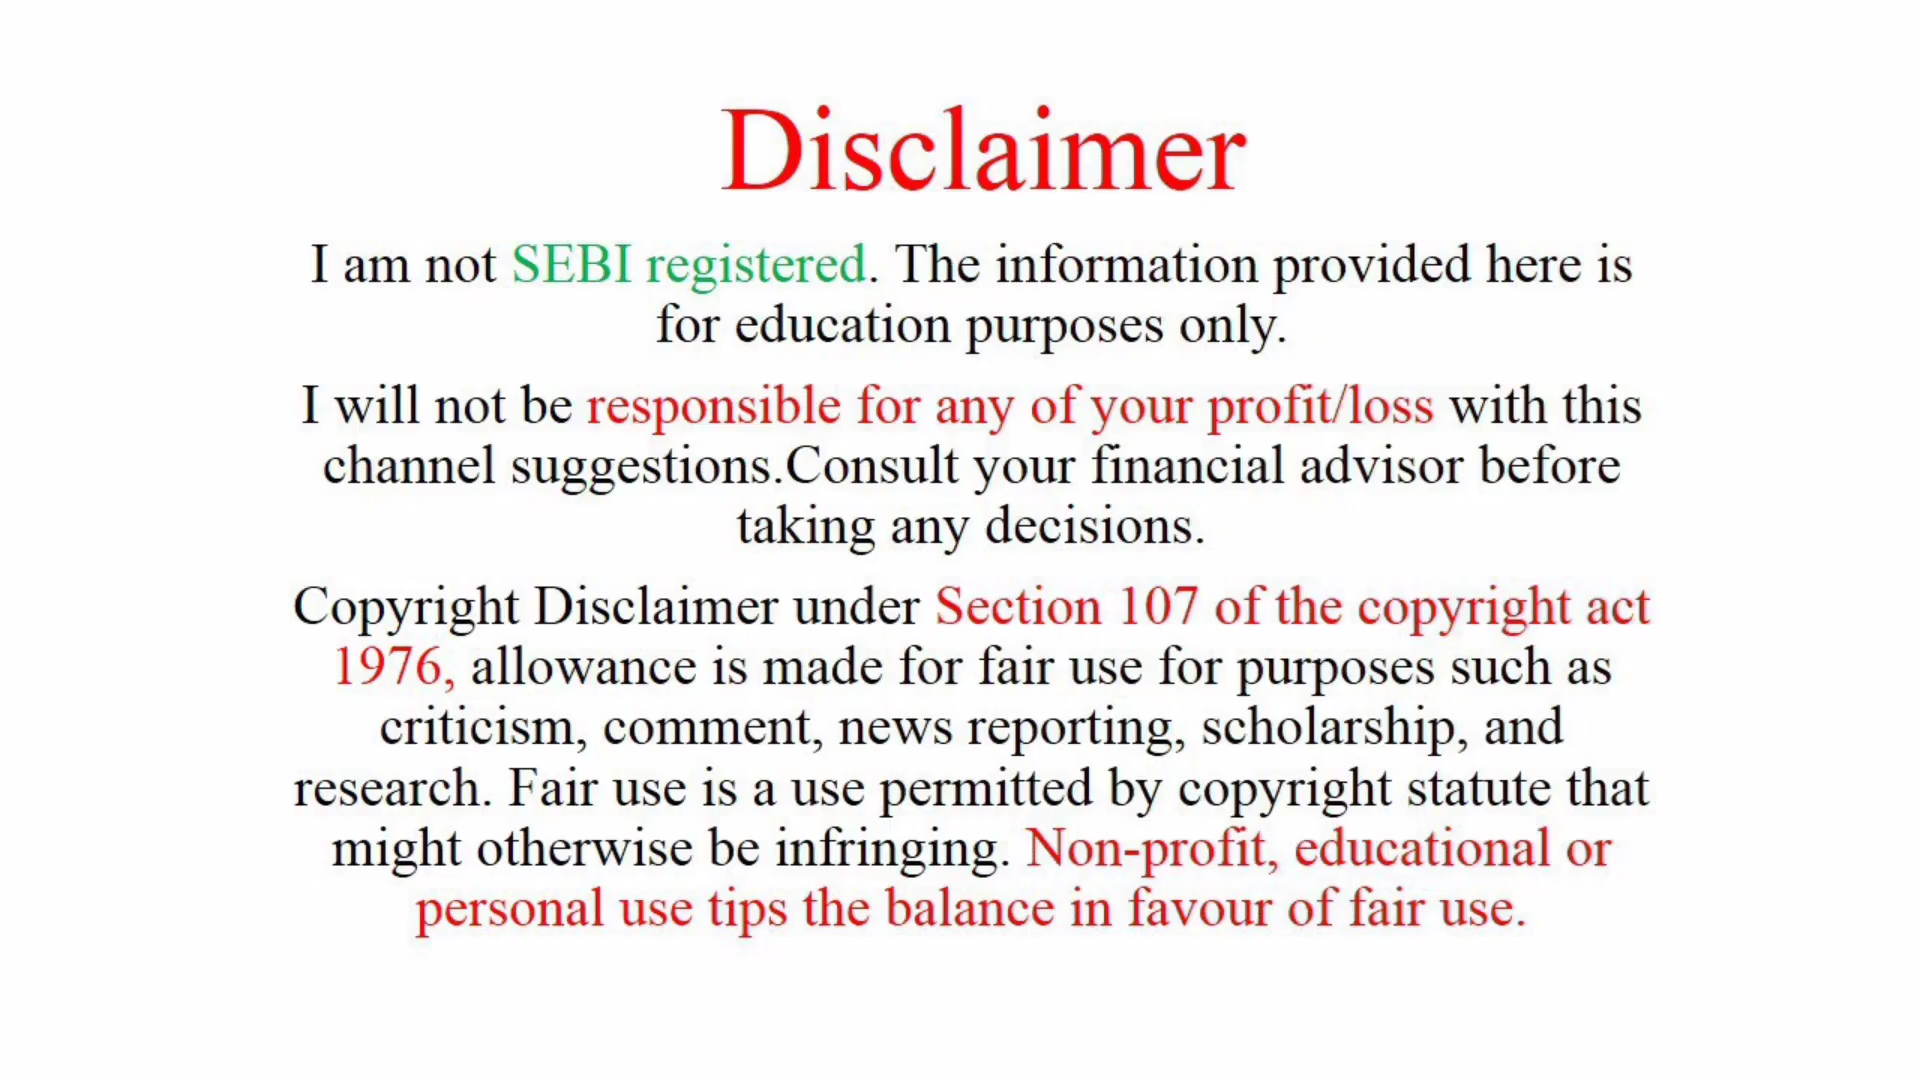 Disclaimer
I am not SEBI registered. The information provided here is
for education purposes only.
I will not be responsible for any of your profit/loss with this
channel suggestions.Consult your financial advisor before
taking any decisions.
Copyright Disclaimer under Section 107 of the copyright act
1976, allowance is made for fair use for purposes such as
criticism, comment, news reporting, scholarship, and
research. Fair use is a use permitted by copyright statute that
might otherwise be infringing. Non-profit, educational or
personal use tips the balance in favour of fair use.